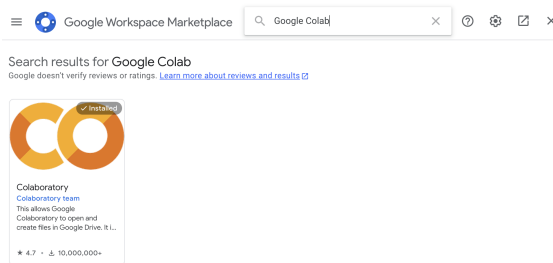 Google Workspace Marketplace
Google Colab
Search results for Google Colab
Google doesn't verify reviews or ratings. Learn more about reviews and results
Installed
Colaboratory
Colaboratory team
This allows Google
Colaboratory to open and
create files in Google Drive. It i...
4.7 • 10,000,000+